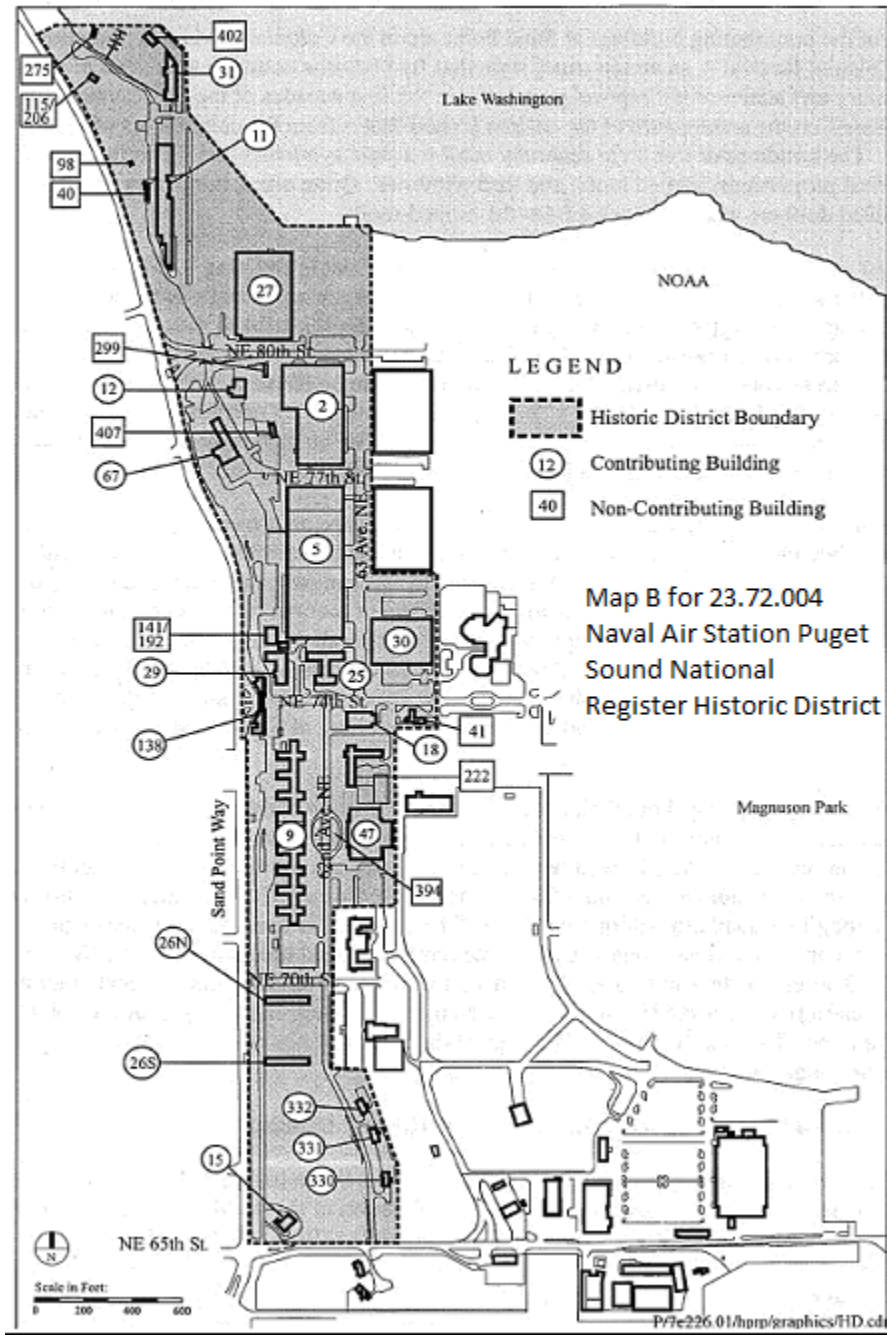 402
275
31
115/
206
Lake Washington
11
98
40
27
NOAA
299
NE 80th St.
LEGEND
12
2
Historic District Boundary
407
12
Contributing Building
67
NE 77th St.
40
Non-Contributing Building
63 Ave. NE
5
Map B for 23.72.004
Naval Air Station Puget
Sound National
Register Historic District
141/
192
30
29
25
NE 74th St.
138
18
41
222
Magnuson Park
Sand Point Way
9
47
394
26N
NE 70th St.
26S
332
331
15
330
NE 65th St.
N
Scale in Feet:
0 200 400 600
P/7e226.01/hprp/graphics/HD.cd